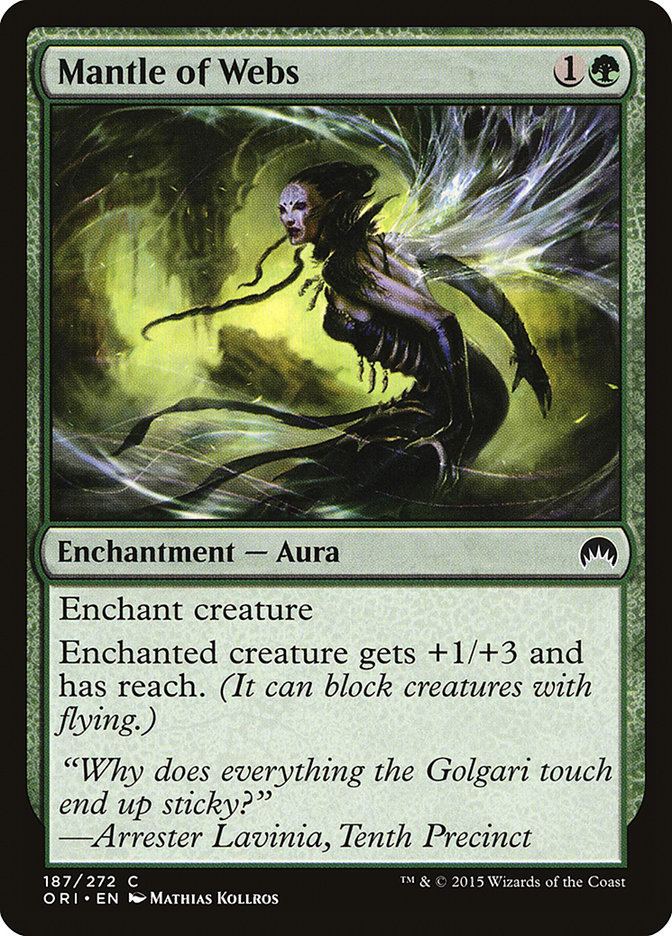 Mantle of Webs 1
Enchantment — Aura
Enchant creature
Enchanted creature gets +1/+3 and
has reach. (It can block creatures with
flying.)
“Why does everything the Golgari touch
end up sticky?”
—Arrester Lavinia, Tenth Precinct
187/272 C
ORI • EN Mathias Kollros
™ & © 2015 Wizards of the Coast